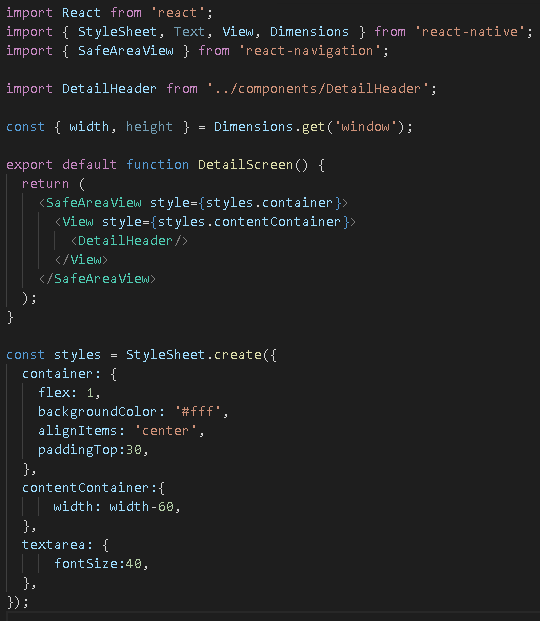 import React from 'react';
import { StyleSheet, Text, View, Dimensions } from 'react-native';
import { SafeAreaView } from 'react-navigation';
import DetailHeader from '../components/DetailHeader';
const { width, height } = Dimensions.get('window');
export default function DetailScreen() {
return (
<SafeAreaView style={styles.container}>
<View style={styles.contentContainer}>
<DetailHeader/>
</View>
</SafeAreaView>
);
}
const styles = StyleSheet.create({
container: {
flex: 1,
backgroundColor: '#fff',
alignItems: 'center',
paddingTop:30,
},
contentContainer:{
width: width-60,
},
textarea: {
fontSize:40,
},
});